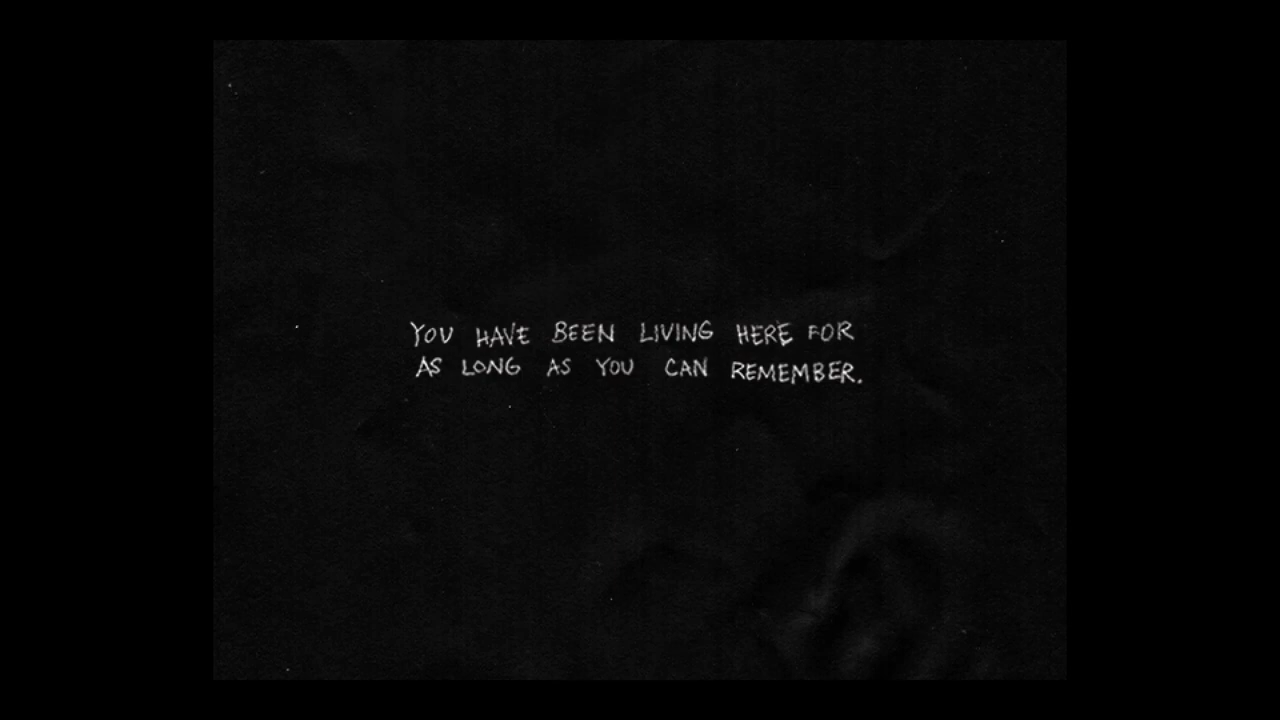 YOU HAVE BEEN LIVING HERE FOR
AS LONG AS YOU CAN REMEMBER.